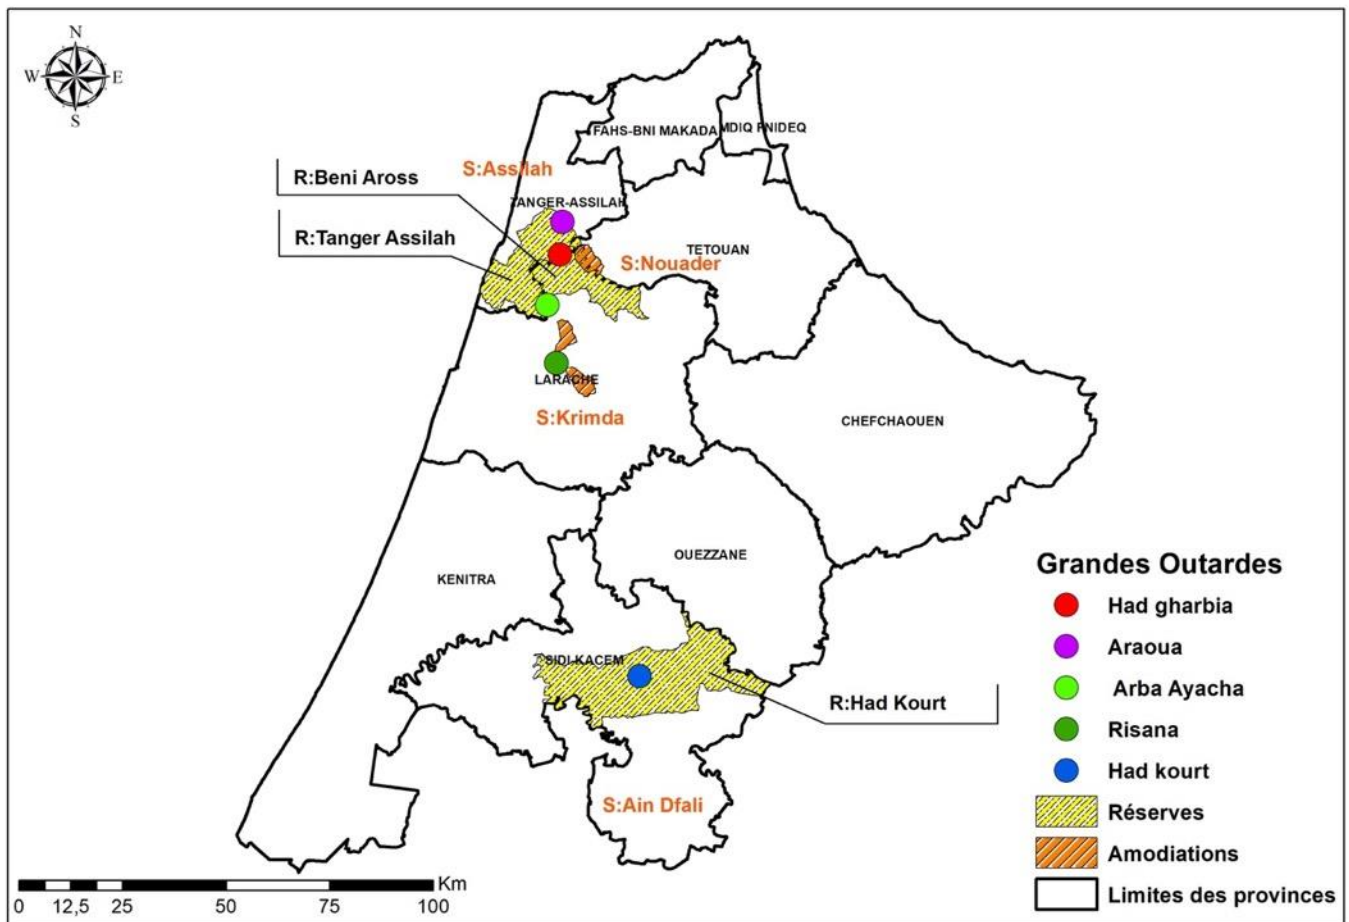 N
W
E
S
FAHS-BNI MAKADA
MDIQ FNIDEQ
S:Assilah
R:Beni Aross
TANGER-ASSILAH
R:Tanger Assilah
TETOUAN
S:Nouader
LARACHE
S:Krimda
CHEFCHAOUEN
OUEZZANE
KENITRA
SIDI-KACEM
R:Had Kourt
S:Ain Dfali
Grandes Outardes
Had gharbia
Araoua
Arba Ayacha
Risana
Had kourt
Réserves
Amodiations
Limites des provinces
Km
0 12,5 25 50 75 100